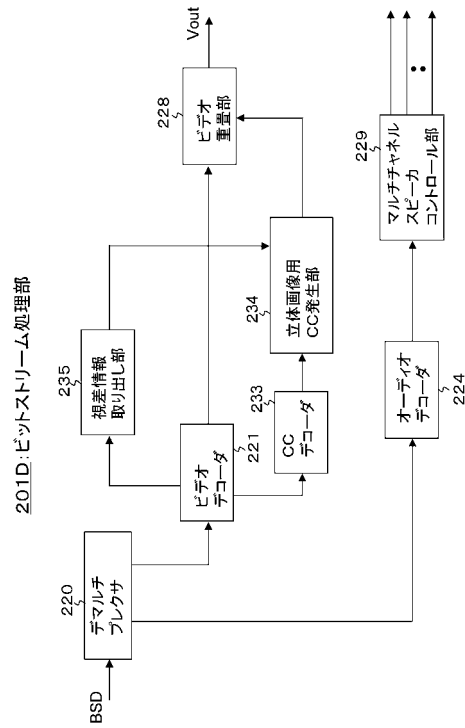 201D:ビットストリーム処理部
BSD
220
デマルチ
プレクサ
235
視差情報
取り出し部
ビデオ
デコーダ
221
233
CC
デコーダ
234
立体画像用
CC発生部
228
ビデオ
重畳部
Vout
オーディオ
デコーダ
224
229
マルチチャネル
スピーカ
コントロール部